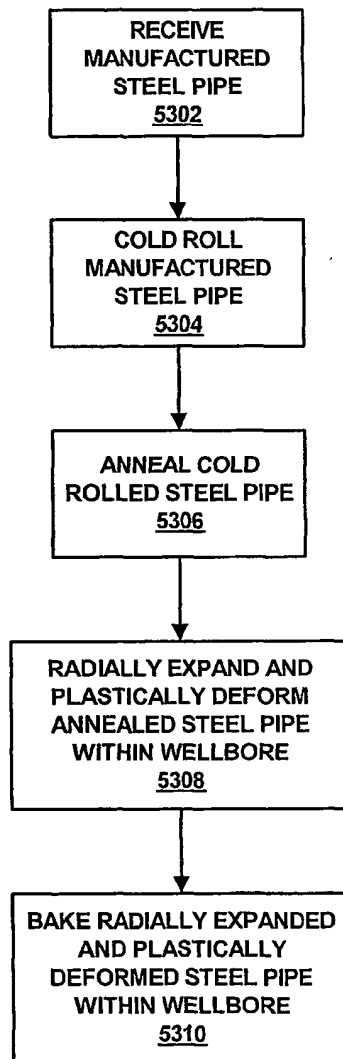 RECEIVE
MANUFACTURED
STEEL PIPE
5302
COLD ROLL
MANUFACTURED
STEEL PIPE
5304
ANNEAL COLD
ROLLED STEEL PIPE
5306
RADIALLY EXPAND AND
PLASTICALLY DEFORM
ANNEALED STEEL PIPE
WITHIN WELLBORE
5308
BAKE RADIALLY EXPANDED
AND PLASTICALLY
DEFORMED STEEL PIPE
WITHIN WELLBORE
5310